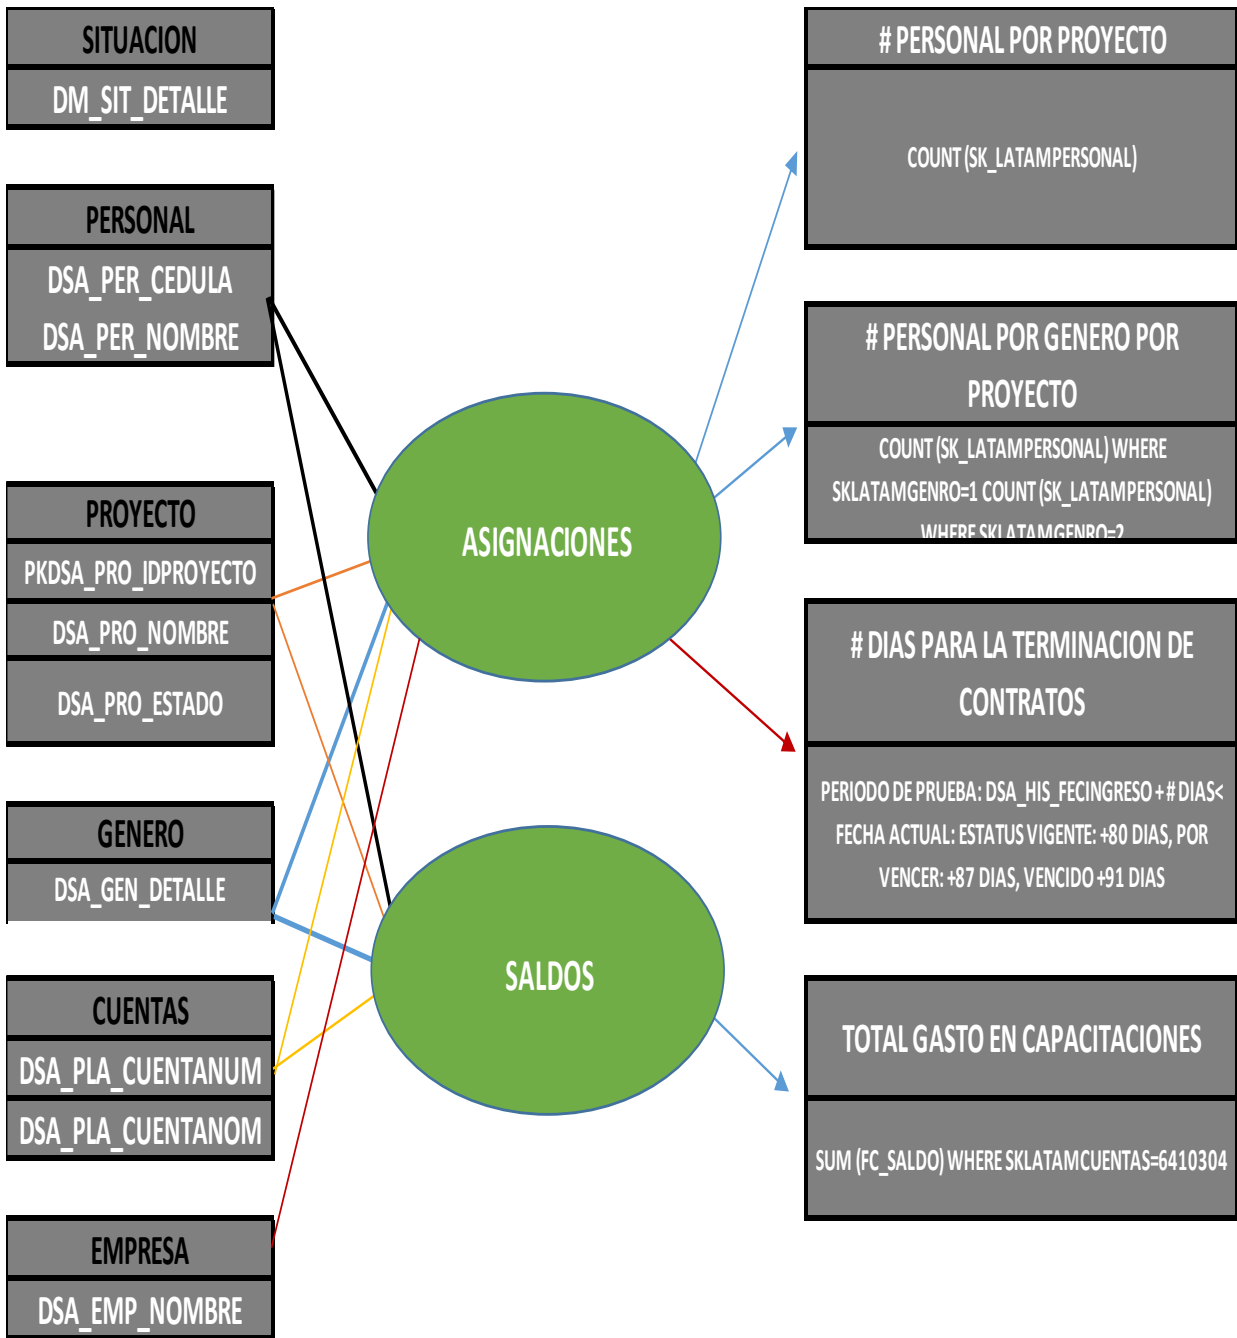 SITUACION
DM_SIT_DETALLE
PERSONAL
DSA_PER_CEDULA
DSA_PER_NOMBRE
PROYECTO
PKDSA_PRO_IDPROYECTO
DSA_PRO_NOMBRE
DSA_PRO_ESTADO
GENERO
DSA_GEN_DETALLE
CUENTAS
DSA_PLA_CUENTANUM
DSA_PLA_CUENTANOM
EMPRESA
DSA_EMP_NOMBRE
ASIGNACIONES
SALDOS
# PERSONAL POR PROYECTO
COUNT (SK_LATAMPERSONAL)
# PERSONAL POR GENERO POR
PROYECTO
COUNT (SK_LATAMPERSONAL) WHERE
SKLATAMGENRO=1 COUNT (SK_LATAMPERSONAL)
WHERE SKLATAMGENRO=2
# DIAS PARA LA TERMINACION DE
CONTRATOS
PERIODO DE PRUEBA: DSA_HIS_FECINGRESO + # DIAS<
FECHA ACTUAL: ESTATUS VIGENTE: +80 DIAS, POR
VENCER: +87 DIAS, VENCIDO +91 DIAS
TOTAL GASTO EN CAPACITACIONES
SUM (FC_SALDO) WHERE SKLATAMCUENTAS=6410304